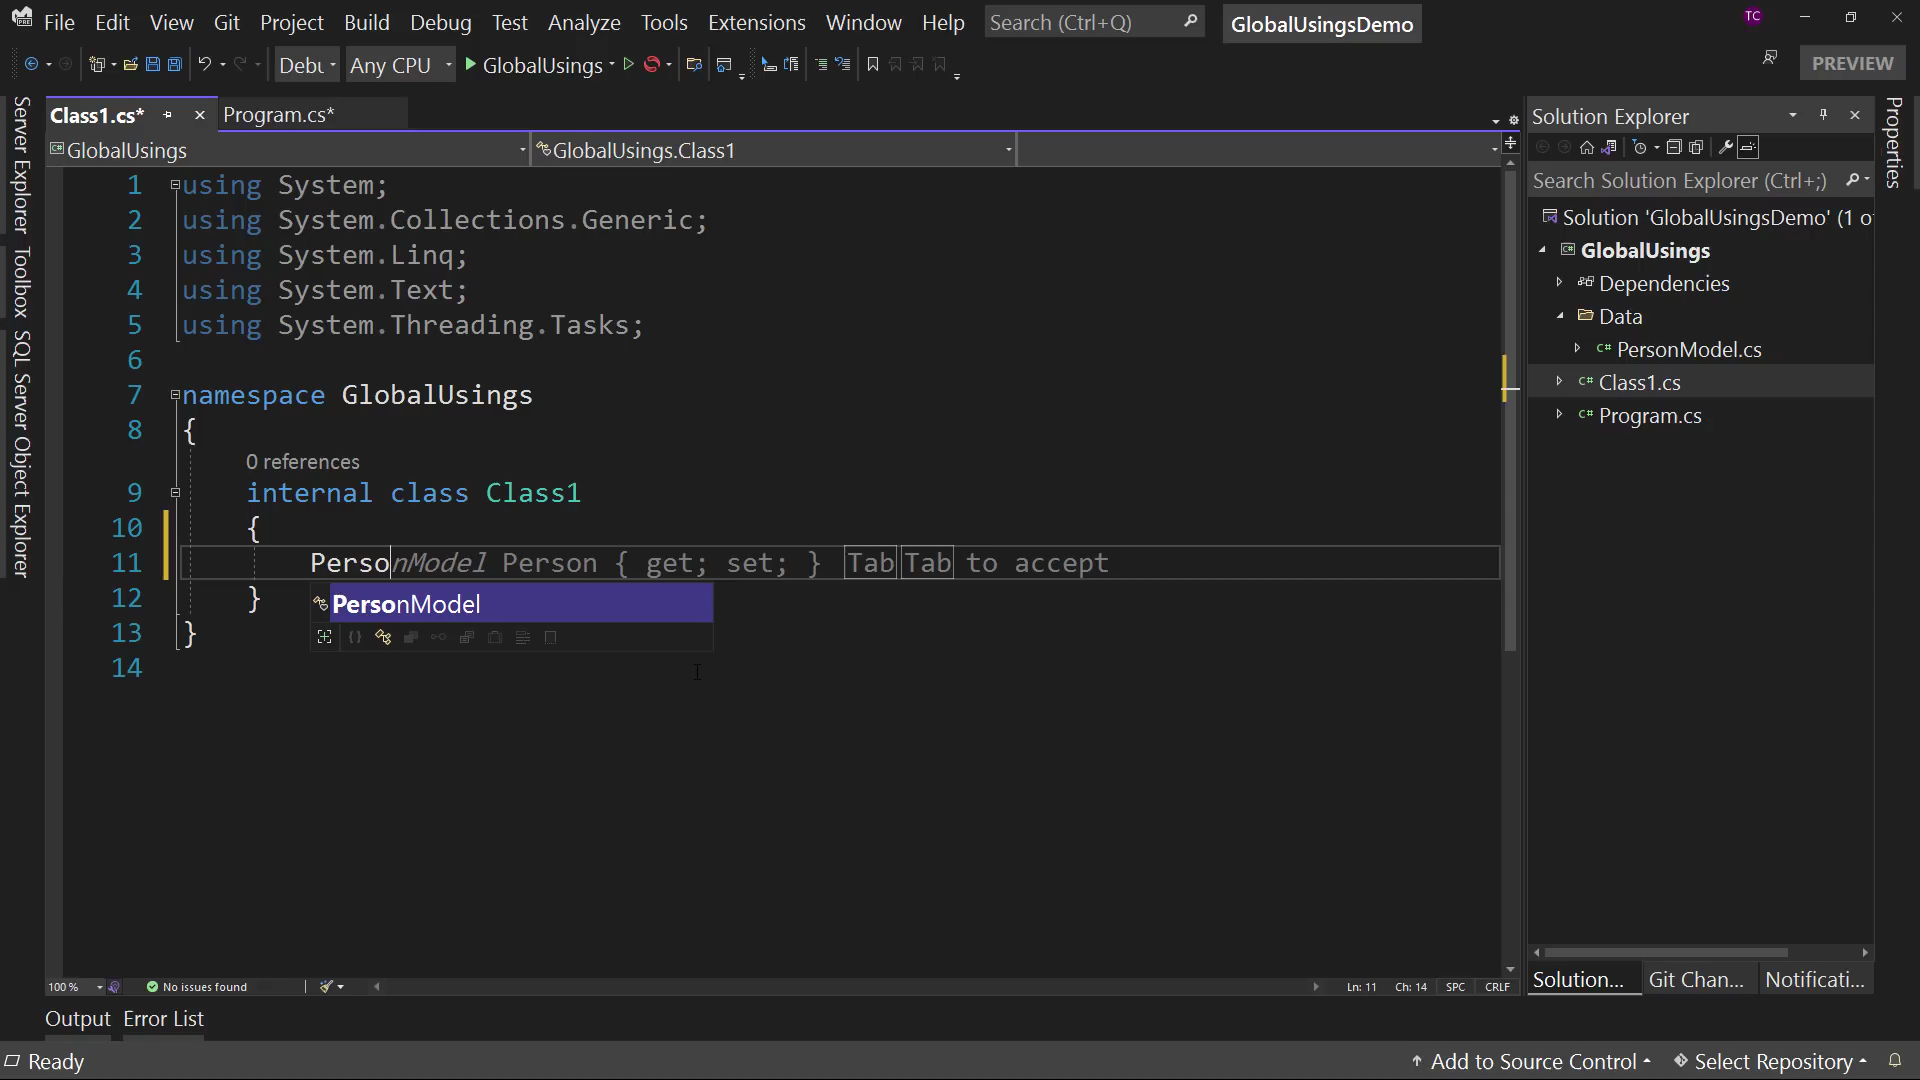 File Edit View Git Project Build Debug Test Analyze Tools Extensions Window Help Search (Ctrl+Q) GlobalUsingsDemo TC
Debu Any CPU GlobalUsings PREVIEW
Server Explorer
Toolbox
SQL Server Object Explorer
Class1.cs* Program.cs*
GlobalUsings GlobalUsings.Class1
1 using System;
2 using System.Collections.Generic;
3 using System.Linq;
4 using System.Text;
5 using System.Threading.Tasks;
6
7 namespace GlobalUsings
8 {
0 references
9 internal class Class1
10 {
11 PersonModel Person { get; set; } Tab Tab to accept
PersonModel
12 }
13 }
14
100 % No issues found Ln: 11 Ch: 14 SPC CRLF
Solution Explorer
Search Solution Explorer (Ctrl+;)
Solution 'GlobalUsingsDemo' (1 o
GlobalUsings
Dependencies
Data
C# PersonModel.cs
C# Class1.cs
C# Program.cs
Solution... Git Chan... Notificati...
Properties
Output Error List
Ready Add to Source Control Select Repository